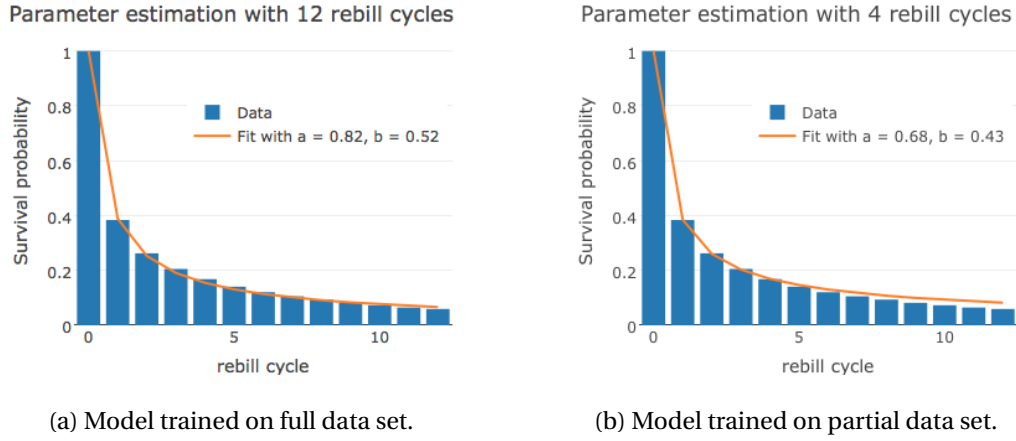 Parameter estimation with 12 rebill cycles
1
0.8
0.6
0.4
0.2
0
Survival probability
Data
Fit with a = 0.82, b = 0.52
0
5
10
rebill cycle
(a) Model trained on full data set.
Parameter estimation with 4 rebill cycles
1
0.8
0.6
0.4
0.2
0
Survival probability
Data
Fit with a = 0.68, b = 0.43
0
5
10
rebill cycle
(b) Model trained on partial data set.